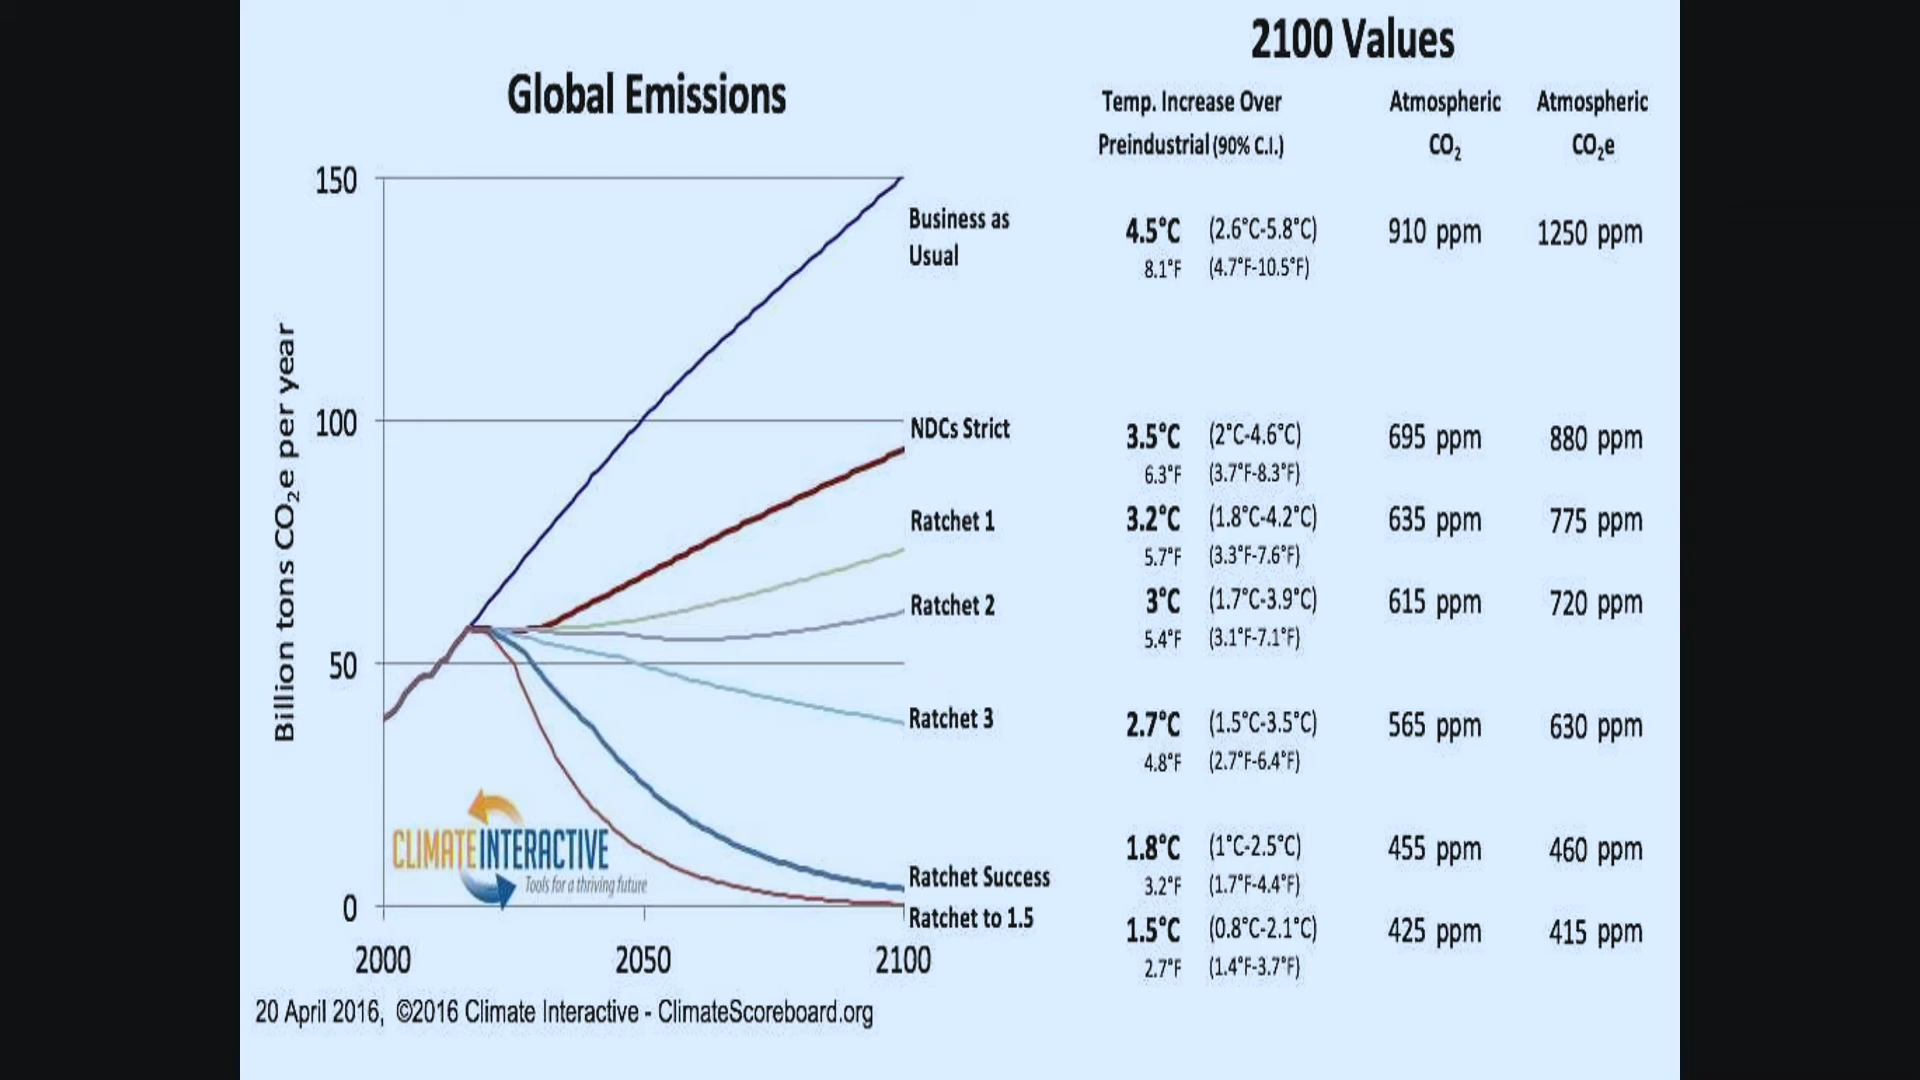 2100 Values
Global Emissions
Temp. Increase Over
Preindustrial (90% C.I.)
Atmospheric
CO₂
Atmospheric
CO₂e
Billion tons CO₂e per year
150
100
50
0
2000
2050
2100
Business as
Usual
4.5°C (2.6°C-5.8°C) 910 ppm 1250 ppm
8.1°F (4.7°F-10.5°F)
NDCs Strict
3.5°C (2°C-4.6°C) 695 ppm 880 ppm
6.3°F (3.7°F-8.3°F)
Ratchet 1
3.2°C (1.8°C-4.2°C) 635 ppm 775 ppm
5.7°F (3.3°F-7.6°F)
Ratchet 2
3°C (1.7°C-3.9°C) 615 ppm 720 ppm
5.4°F (3.1°F-7.1°F)
Ratchet 3
2.7°C (1.5°C-3.5°C) 565 ppm 630 ppm
4.8°F (2.7°F-6.4°F)
Ratchet Success
1.8°C (1°C-2.5°C) 455 ppm 460 ppm
3.2°F (1.7°F-4.4°F)
Ratchet to 1.5
1.5°C (0.8°C-2.1°C) 425 ppm 415 ppm
2.7°F (1.4°F-3.7°F)
CLIMATEINTERACTIVE
Tools for a thriving future
20 April 2016, ©2016 Climate Interactive - ClimateScoreboard.org